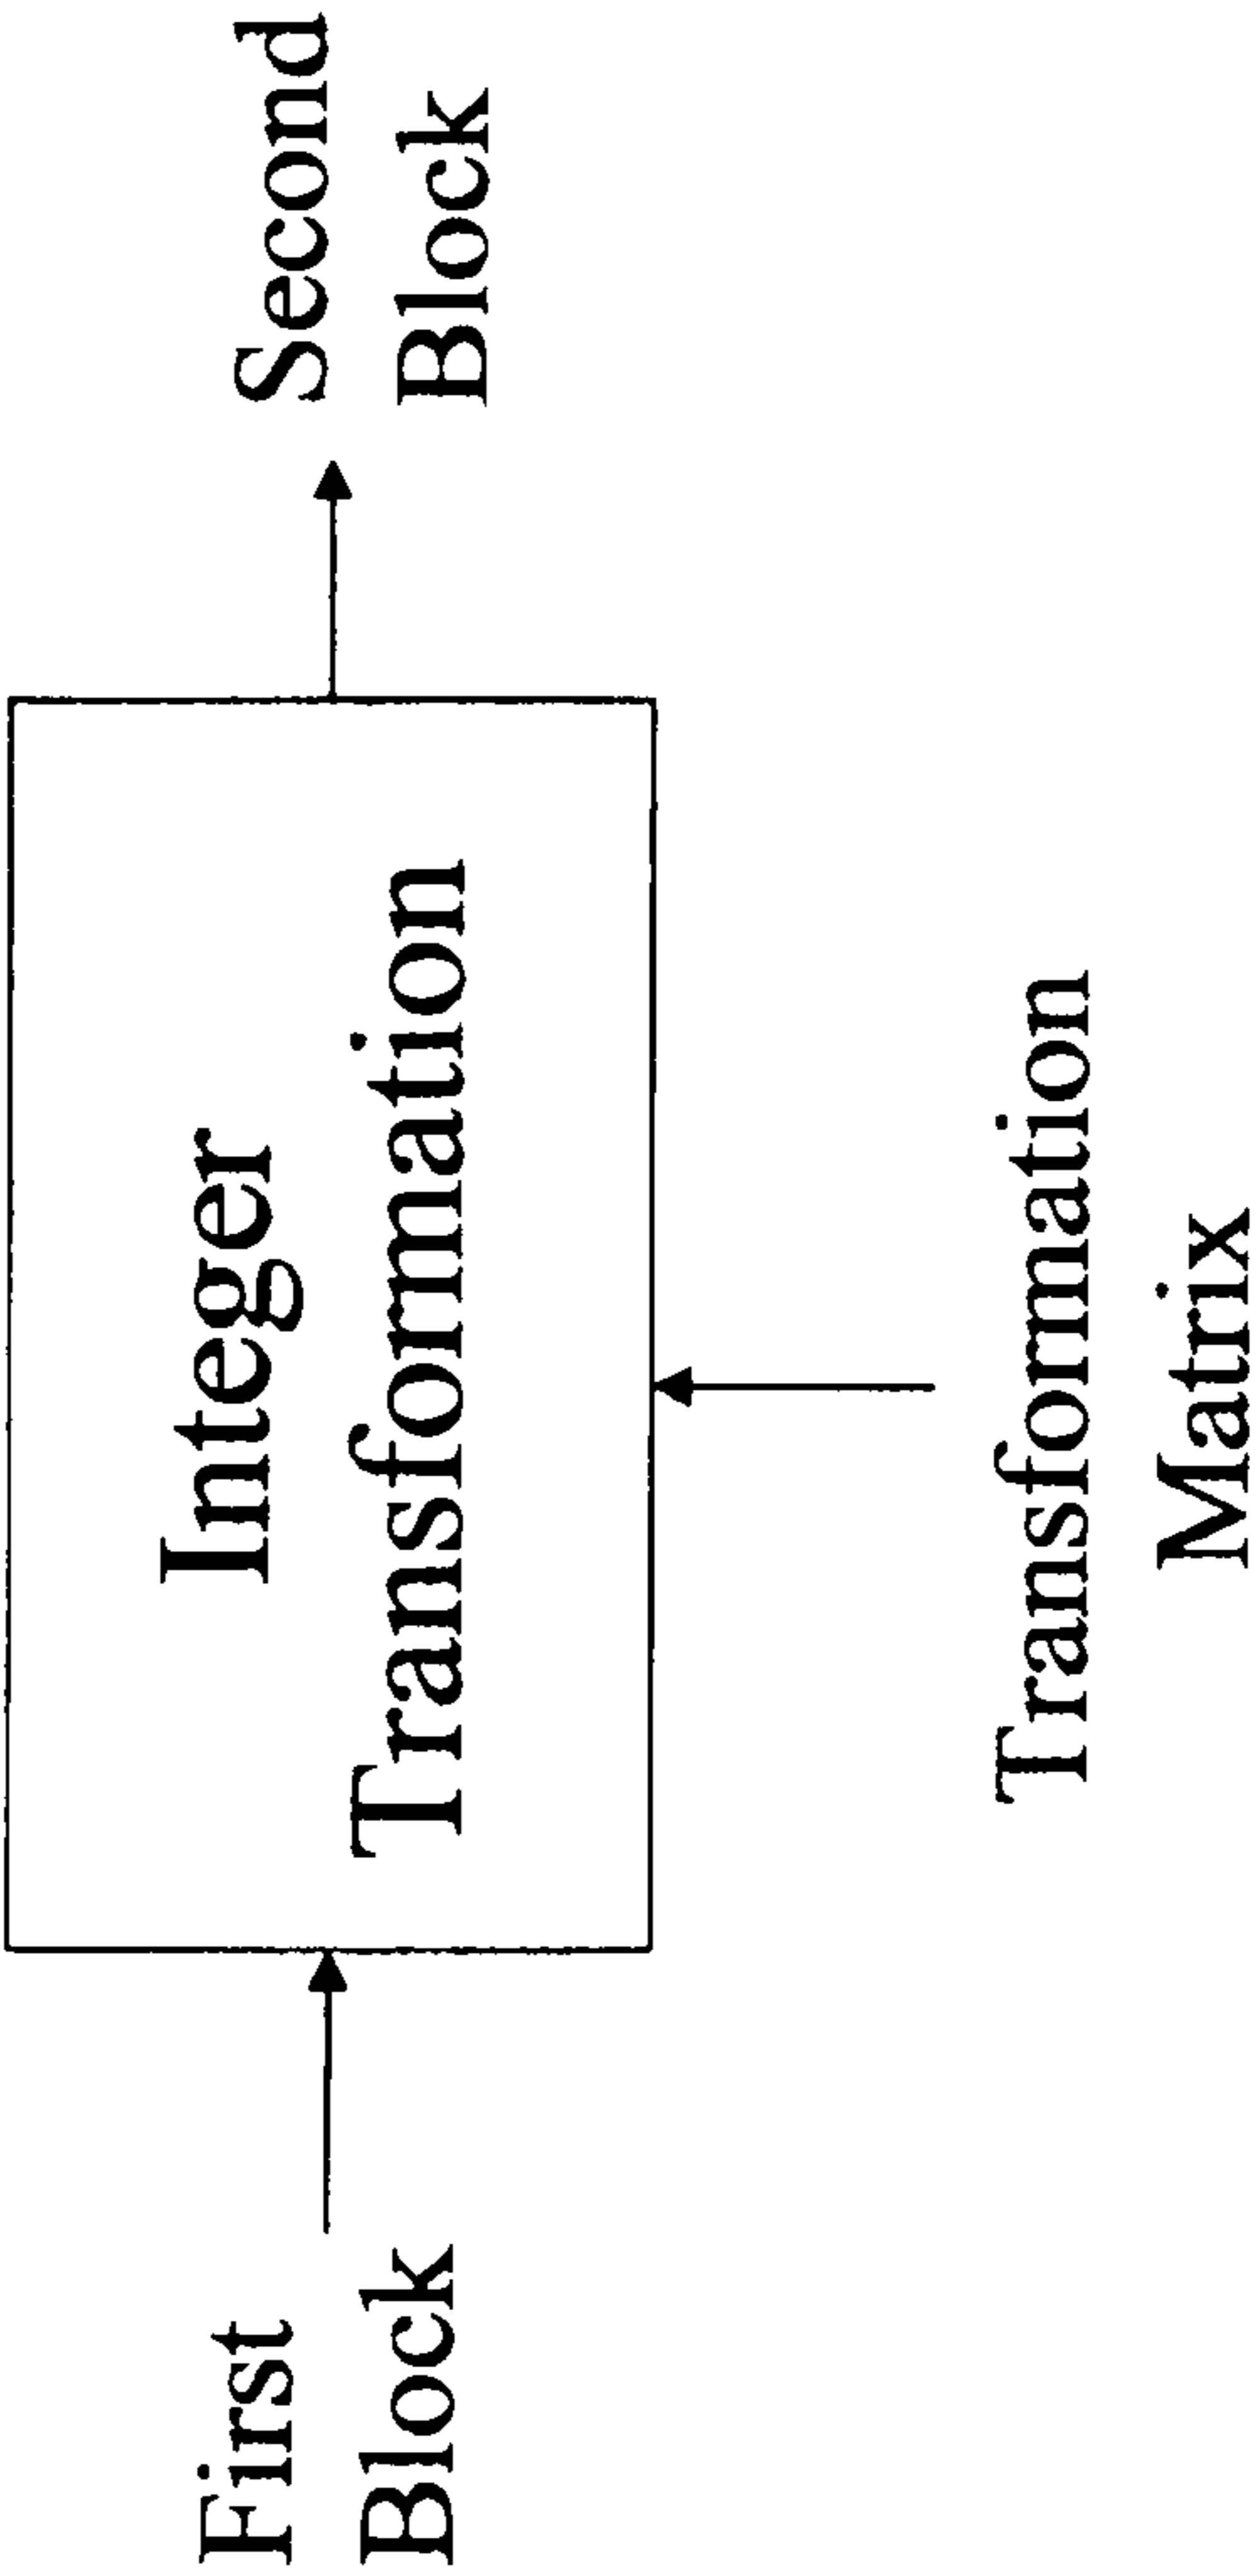 First
Block
Integer
Transformation
Second
Block
Transformation
Matrix